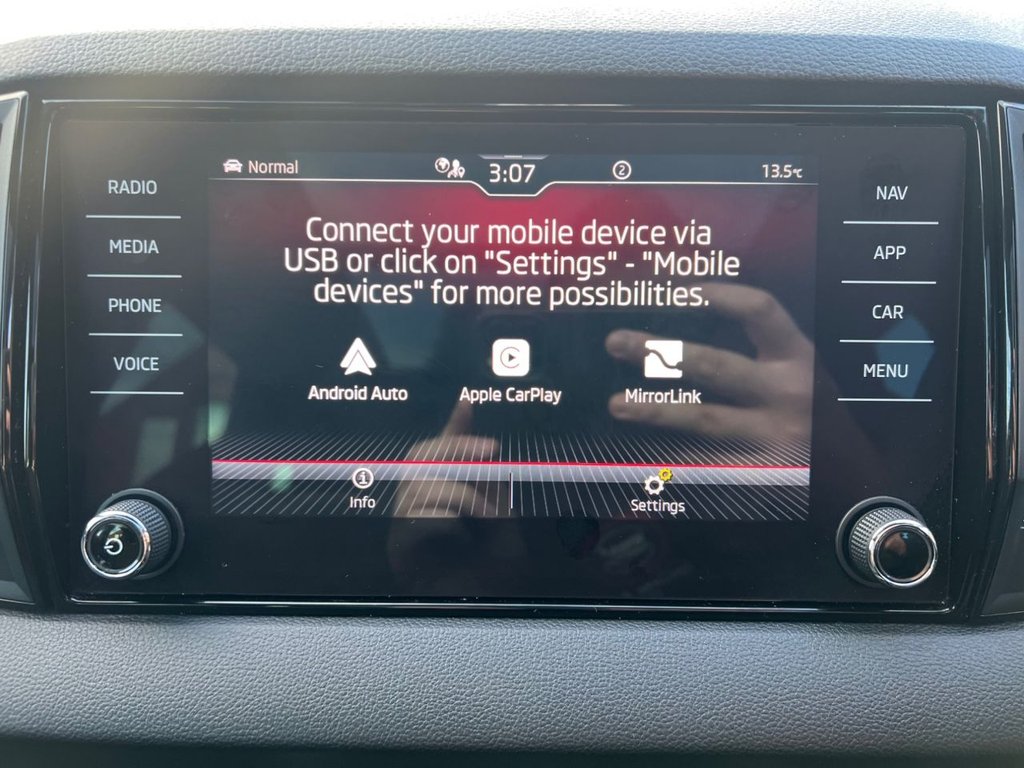 Normal
3:07
2
13.5°C
RADIO
MEDIA
PHONE
VOICE
NAV
APP
CAR
MENU
Connect your mobile device via
USB or click on "Settings" - "Mobile
devices" for more possibilities.
Android Auto
Apple CarPlay
MirrorLink
Info
Settings